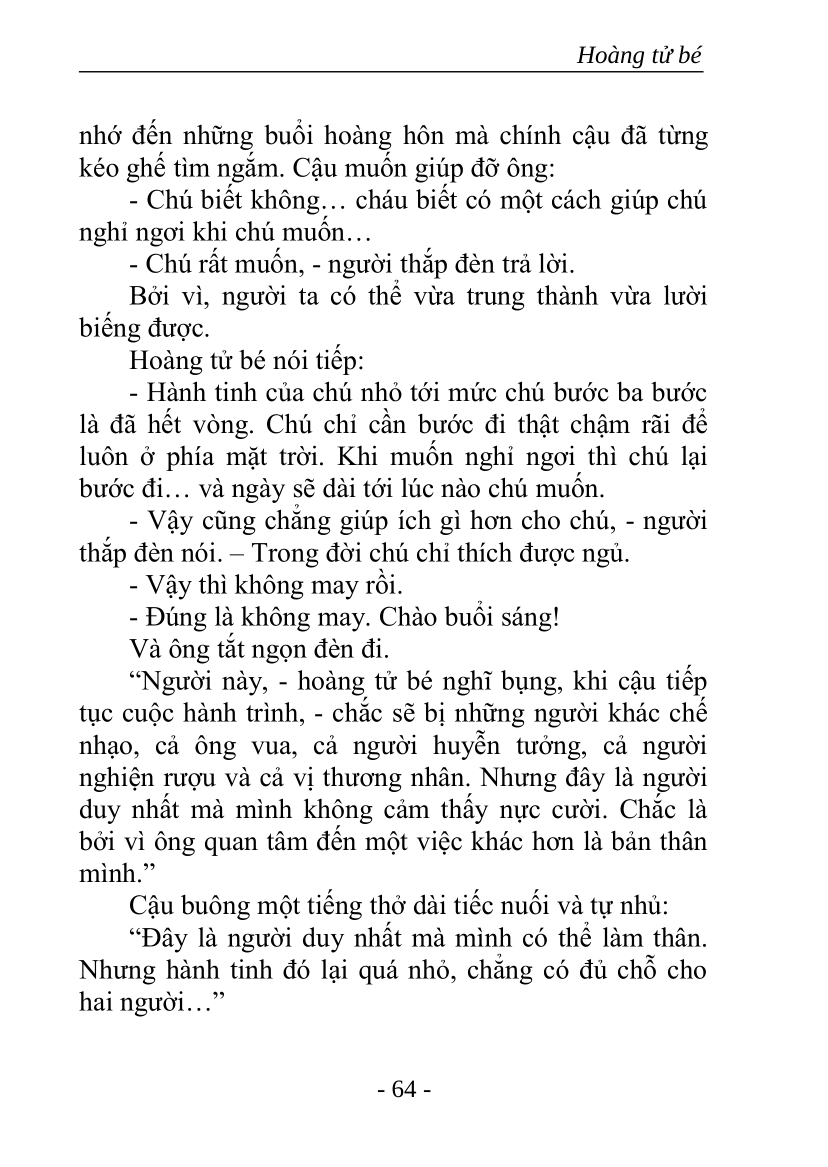 Hoàng tử bé
nhớ đến những buổi hoàng hôn mà chính cậu đã từng
kéo ghế tìm ngắm. Cậu muốn giúp đỡ ông:
- Chú biết không… cháu biết có một cách giúp chú
nghỉ ngơi khi chú muốn…
- Chú rất muốn, - người thắp đèn trả lời.
Bởi vì, người ta có thể vừa trung thành vừa lười
biếng được.
Hoàng tử bé nói tiếp:
- Hành tinh của chú nhỏ tới mức chú bước ba bước
là đã hết vòng. Chú chỉ cần bước đi thật chậm rãi để
luôn ở phía mặt trời. Khi muốn nghỉ ngơi thì chú lại
bước đi… và ngày sẽ dài tới lúc nào chú muốn.
- Vậy cũng chẳng giúp ích gì hơn cho chú, - người
thắp đèn nói. – Trong đời chú chỉ thích được ngủ.
- Vậy thì không may rồi.
- Đúng là không may. Chào buổi sáng!
Và ông tắt ngọn đèn đi.
“Người này, - hoàng tử bé nghĩ bụng, khi cậu tiếp
tục cuộc hành trình, - chắc sẽ bị những người khác chế
nhạo, cả ông vua, cả người huyễn tưởng, cả người
nghiện rượu và cả vị thương nhân. Nhưng đây là người
duy nhất mà mình không cảm thấy nực cười. Chắc là
bởi vì ông quan tâm đến một việc khác hơn là bản thân
mình.”
Cậu buông một tiếng thở dài tiếc nuối và tự nhủ:
“Đây là người duy nhất mà mình có thể làm thân.
Nhưng hành tinh đó lại quá nhỏ, chẳng có đủ chỗ cho
hai người…”
- 64 -